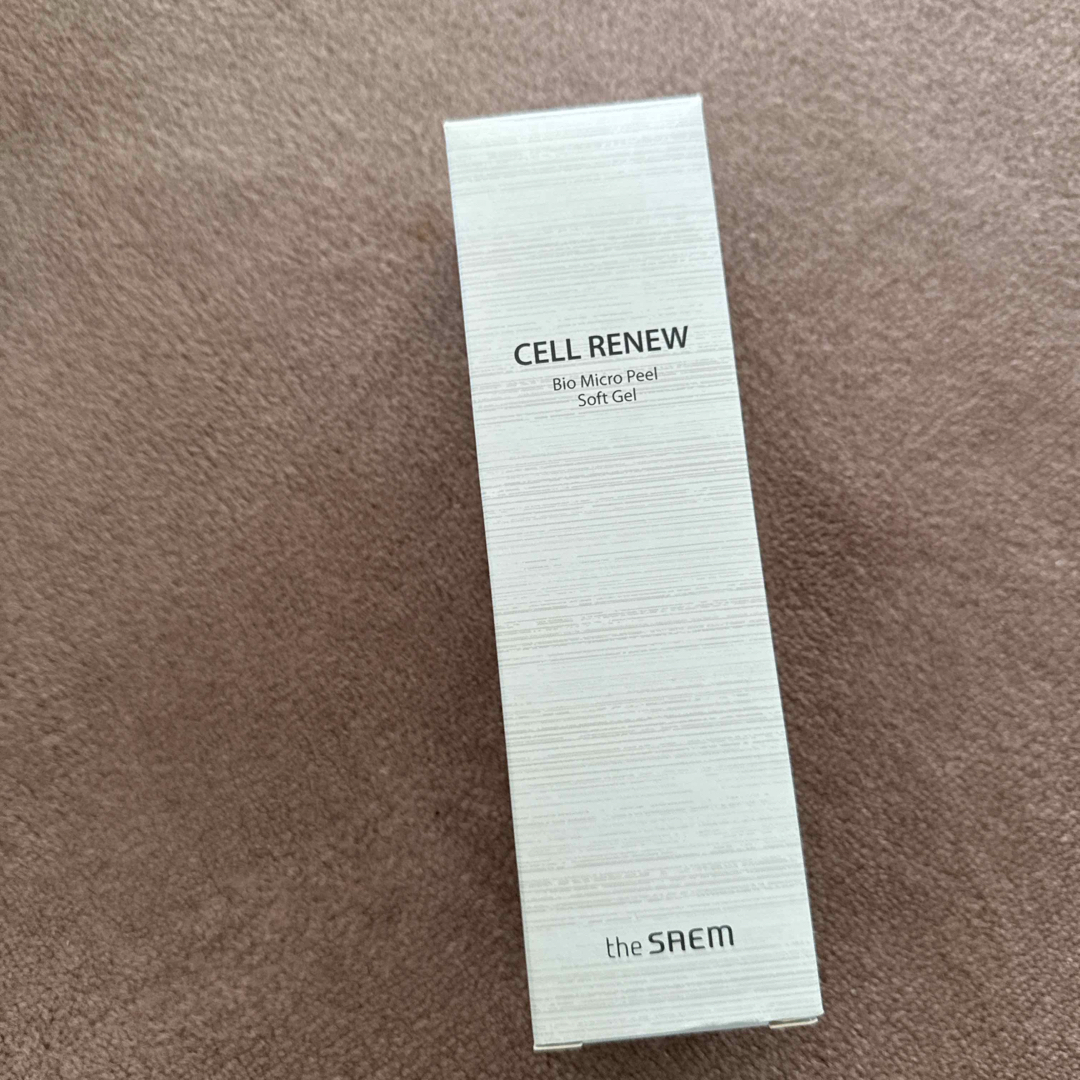 CELL RENEW
Bio Micro Peel
Soft Gel
the SAEM